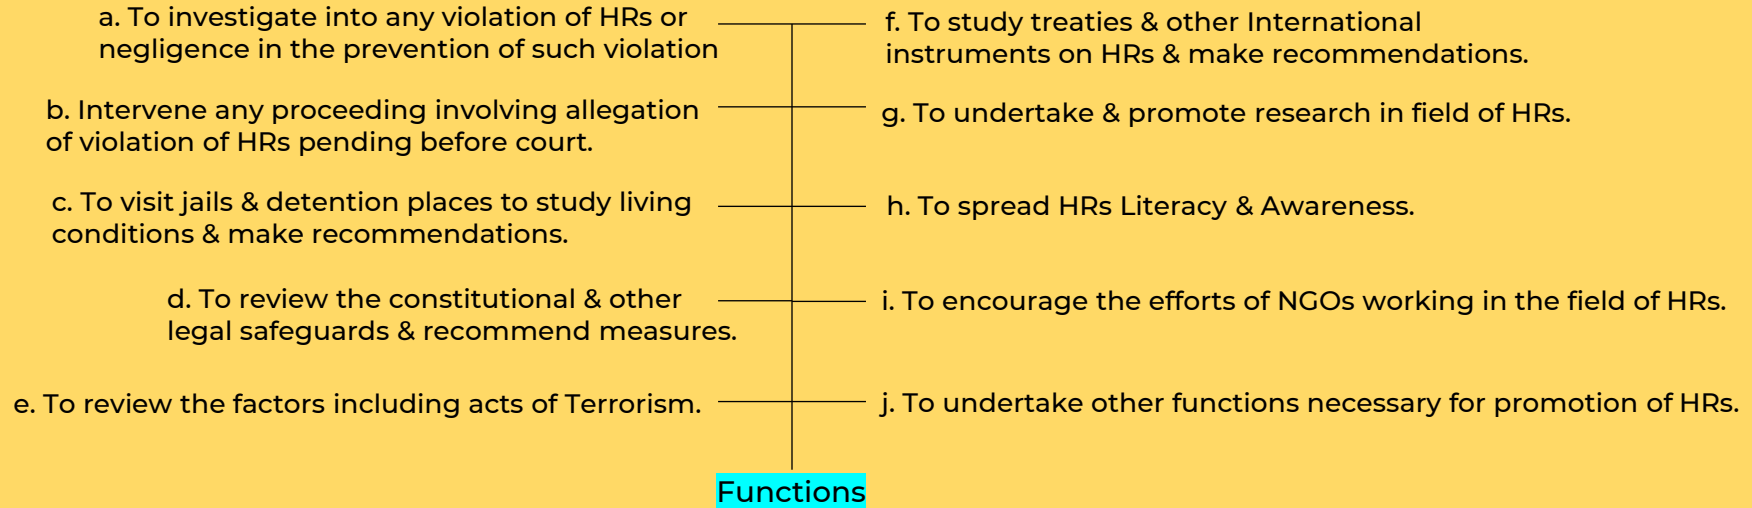 a. To investigate into any violation of HRs or
negligence in the prevention of such violation
b. Intervene any proceeding involving allegation
of violation of HRs pending before court.
c. To visit jails & detention places to study living
conditions & make recommendations.
d. To review the constitutional & other
legal safeguards & recommend measures.
e. To review the factors including acts of Terrorism.
f. To study treaties & other International
instruments on HRs & make recommendations.
g. To undertake & promote research in field of HRs.
h. To spread HRs Literacy & Awareness.
i. To encourage the efforts of NGOs working in the field of HRs.
j. To undertake other functions necessary for promotion of HRs.
Functions